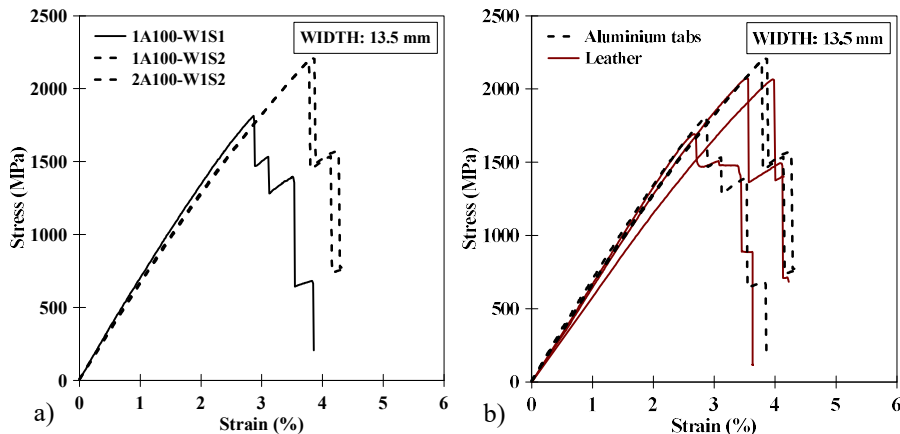 1A100-W1S1
1A100-W1S2
2A100-W1S2
WIDTH: 13.5 mm
2500
2000
1500
1000
500
0
Stress (MPa)
0 1 2 3 4 5 6
Strain (%)
a)
Aluminium tabs
Leather
WIDTH: 13.5 mm
2500
2000
1500
1000
500
0
Stress (MPa)
0 1 2 3 4 5 6
Strain (%)
b)